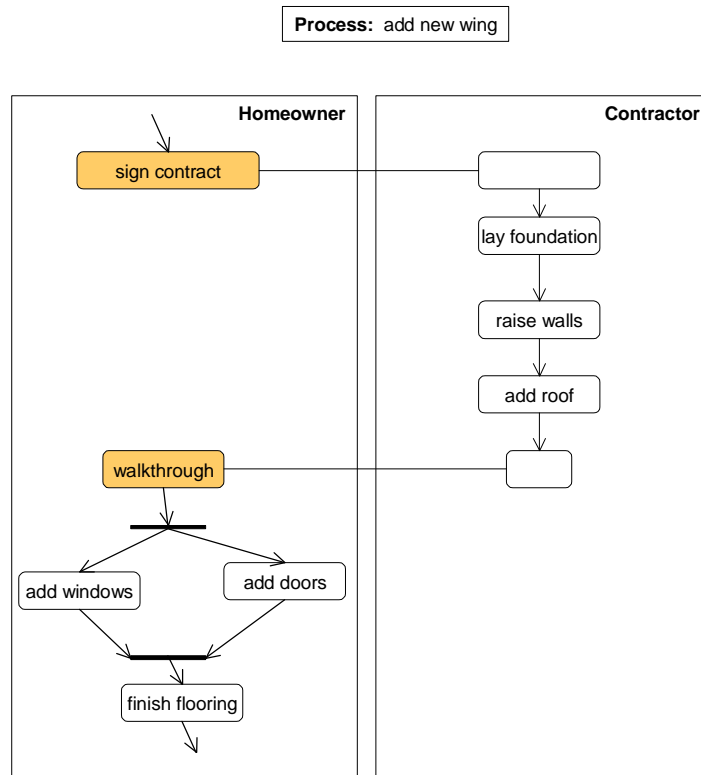 Process: add new wing
Homeowner
Contractor
sign contract
lay foundation
raise walls
add roof
walkthrough
add windows
add doors
finish flooring